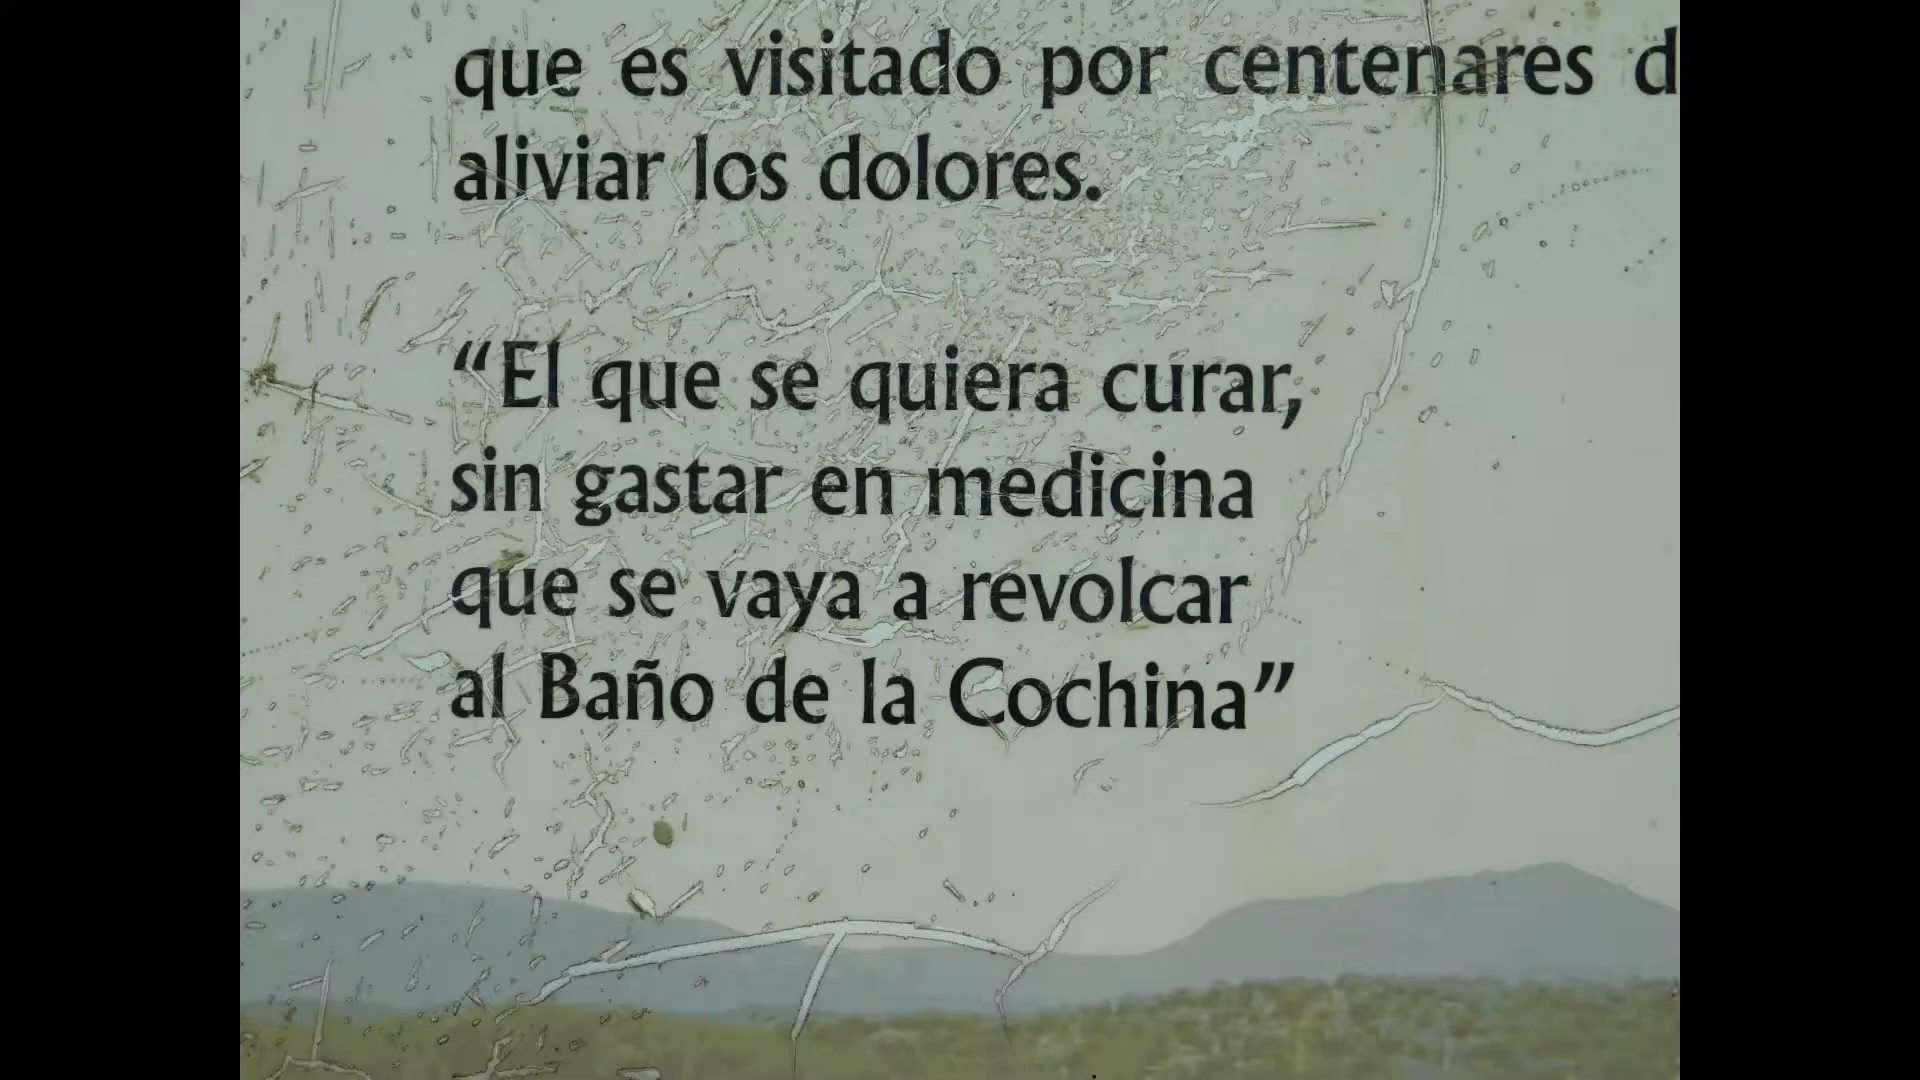 que es visitado por centenares d
aliviar los dolores.
“El que se quiera curar,
sin gastar en medicina
que se vaya a revolcar
al Baño de la Cochina”